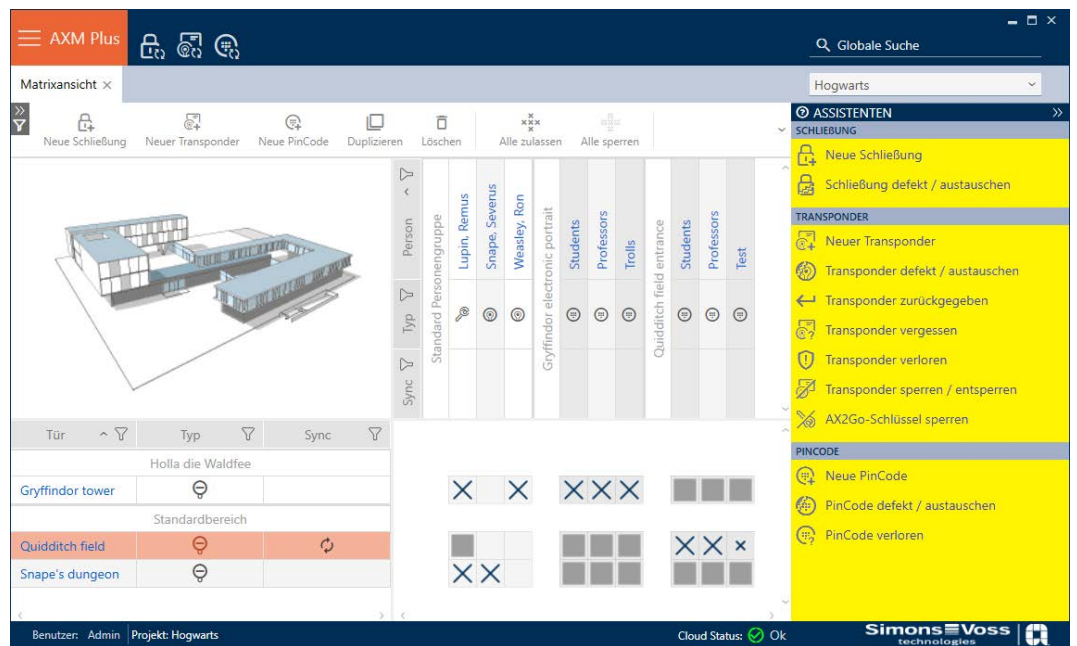 AXM Plus
Globale Suche
Matrixansicht
Hogwarts
Neue Schließung
Neuer Transponder
Neue PinCode
Duplizieren
Löschen
Alle zulassen
Alle sperren
Person
Typ
Sync
Standard Personengruppe
Lupin, Remus
Snape, Severus
Weasley, Ron
Gryffindor electronic portrait
Students
Professors
Trolls
Quidditch field entrance
Students
Professors
Test
Tür
Typ
Sync
Holla die Waldfee
Gryffindor tower
Standardbereich
Quidditch field
Snape's dungeon
ASSISTENTEN
SCHLIEßUNG
Neue Schließung
Schließung defekt / austauschen
TRANSPONDER
Neuer Transponder
Transponder defekt / austauschen
Transponder zurückgegeben
Transponder vergessen
Transponder verloren
Transponder sperren / entsperren
AX2Go-Schlüssel sperren
PINCODE
Neue PinCode
PinCode defekt / austauschen
PinCode verloren
Benutzer: Admin
Projekt: Hogwarts
Cloud Status: Ok
Simons Voss
technologies